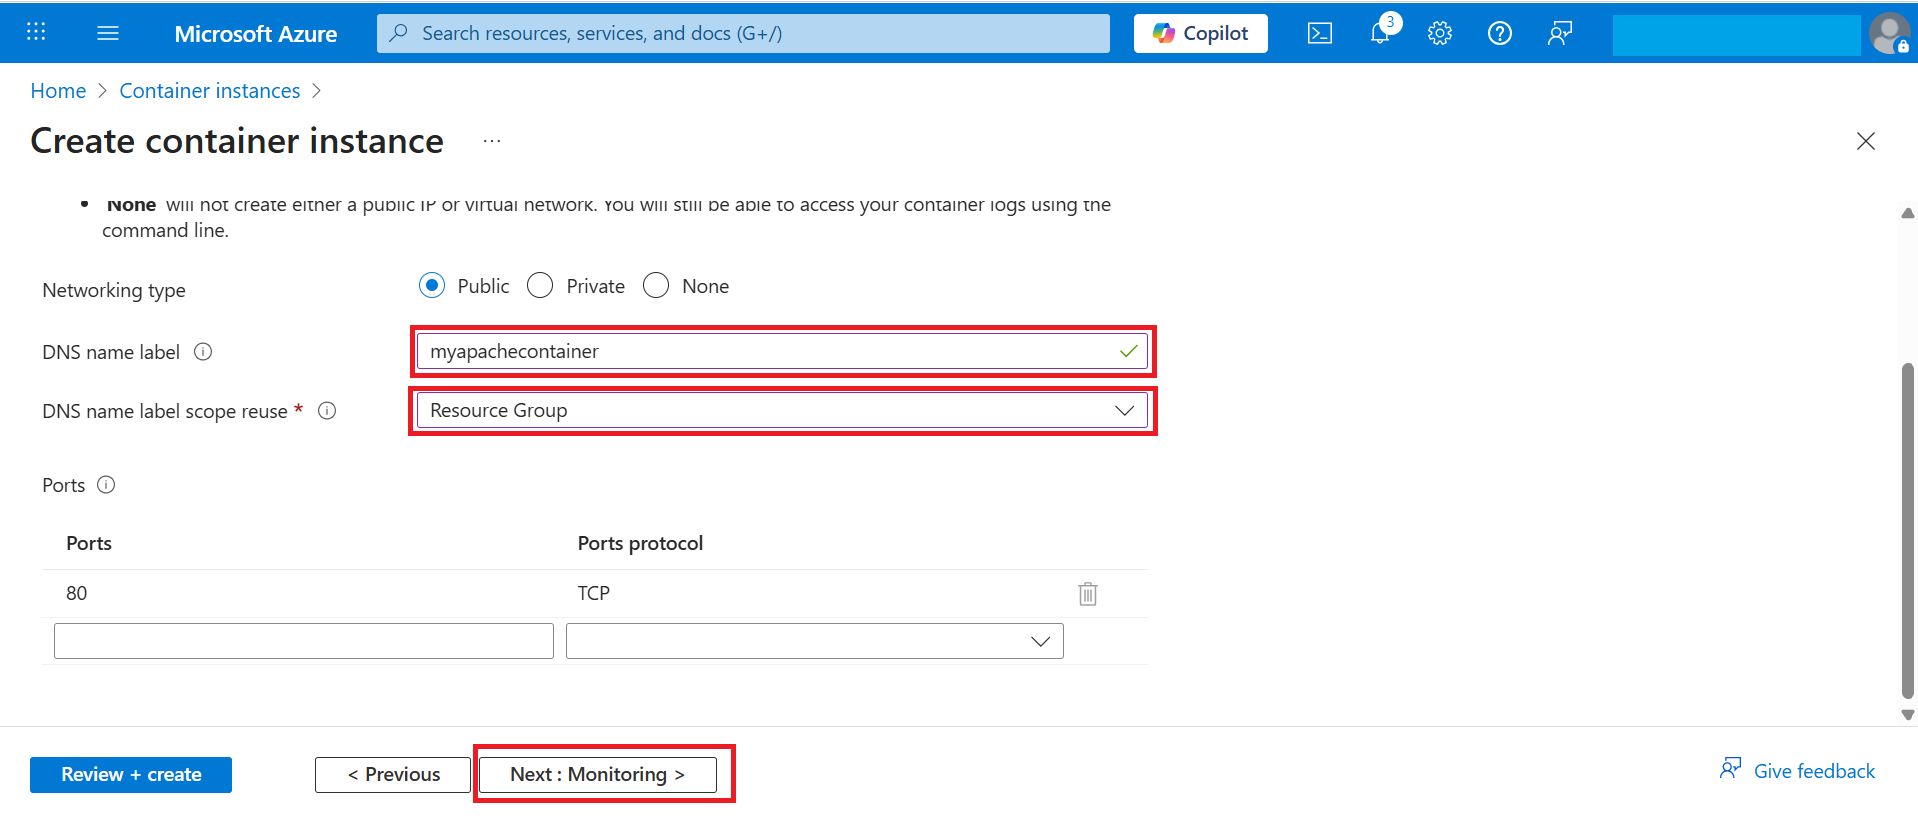 Microsoft Azure
Search resources, services, and docs (G+/)
Copilot
3
Home > Container instances >
Create container instance ...
• None will not create either a public IP or virtual network. You will still be able to access your container logs using the
command line.
Networking type
Public Private None
DNS name label
myapachecontainer
DNS name label scope reuse *
Resource Group
Ports
Ports Ports protocol
80 TCP
Review + create
< Previous
Next : Monitoring >
Give feedback